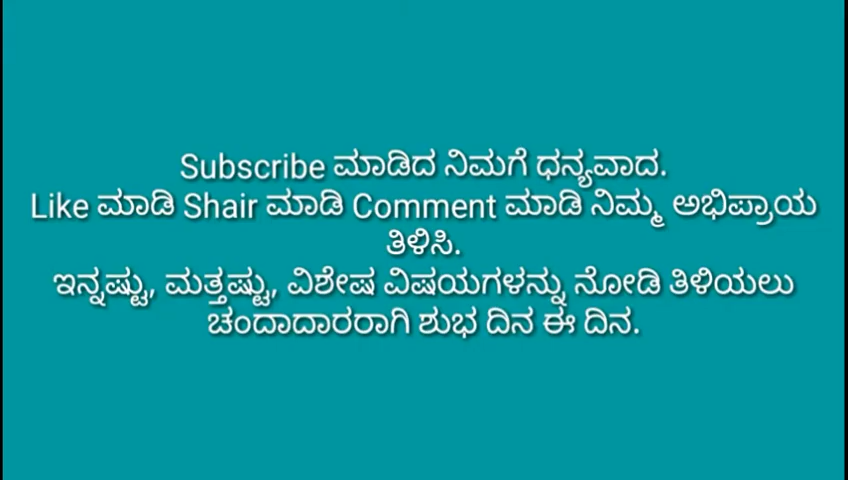 Subscribe ಮಾಡಿದ ನಿಮಗೆ ಧನ್ಯವಾದ.
Like ಮಾಡಿ Shair ಮಾಡಿ Comment ಮಾಡಿ ನಿಮ್ಮ ಅಭಿಪ್ರಾಯ
ತಿಳಿಸಿ.
ಇನ್ನಷ್ಟು, ಮತ್ತಷ್ಟು, ವಿಶೇಷ ವಿಷಯಗಳನ್ನು ನೋಡಿ ತಿಳಿಯಲು
ಚಂದಾದಾರರಾಗಿ ಶುಭ ದಿನ ಈ ದಿನ.